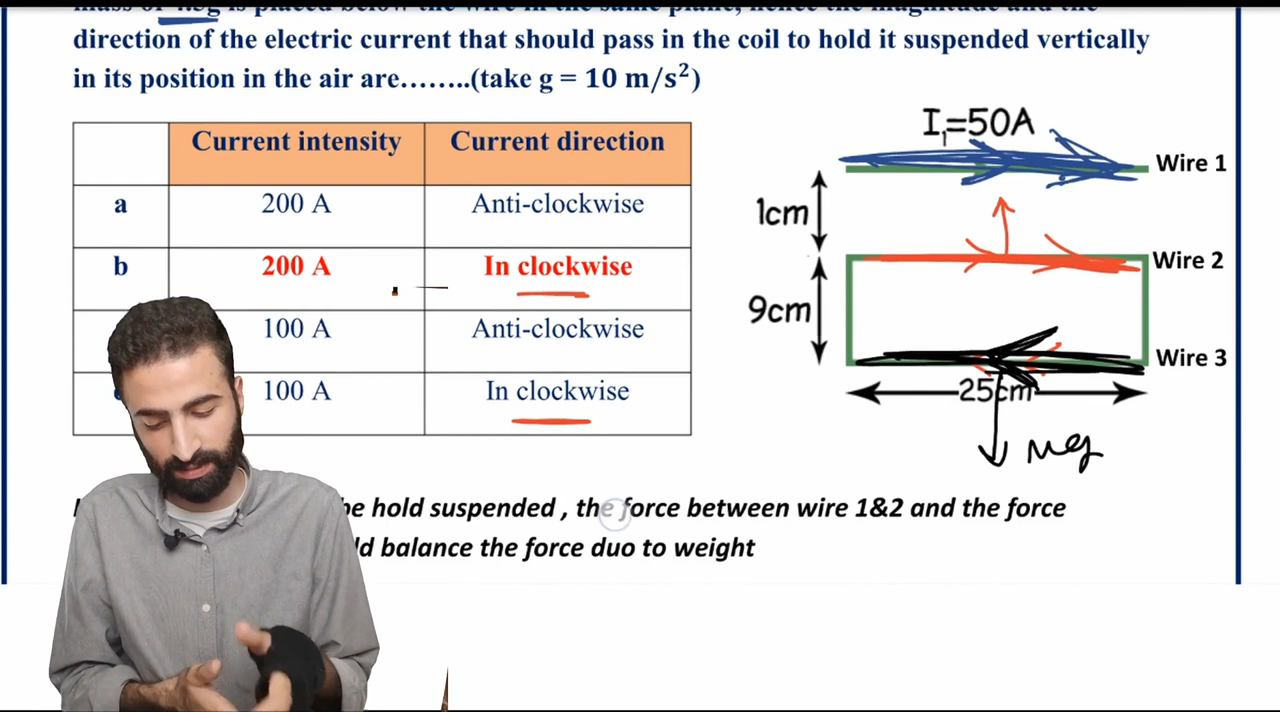 direction of the electric current that should pass in the coil to hold it suspended vertically
in its position in the air are……..(take g = 10 m/s²)
Current intensity Current direction
a 200 A Anti-clockwise
b 200 A In clockwise
100 A Anti-clockwise
100 A In clockwise
I₁=50A
Wire 1
1cm
Wire 2
9cm
Wire 3
25cm
Mg
be hold suspended , the force between wire 1&2 and the force
balance the force duo to weight